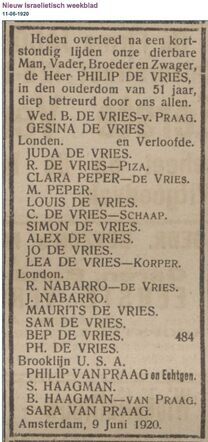 Nieuw Israelietisch weekblad
11-06-1920
Heden overleed na een kort-
stondig lijden onze dierbare
Man, Vader, Broeder en Zwager,
de Heer PHILIP DE VRIES,
in den ouderdom van 51 jaar,
diep betreurd door ons allen.
Wed. B. DE VRIES-v. PRAAG.
GESINA DE VRIES
Londen. en Verloofde.
JUDA DE VRIES.
R. DE VRIES—PIZA.
CLARA PEPER—DE VRIES.
M. PEPER.
LOUIS DE VRIES.
C. DE VRIES—SCHAAP.
SIMON DE VRIES.
ALEX DE VRIES.
JO DE VRIES.
LEA DE VRIES—KORPER.
London.
R. NABARRO—DE VRIES.
J. NABARRO.
MAURITS DE VRIES.
SAM DE VRIES.
BEP DE VRIES. 484
PH. DE VRIES.
Brooklijn U. S. A.
PHILIP VAN PRAAG en Echtgen.
S. HAAGMAN.
B. HAAGMAN—VAN PRAAG.
SARA VAN PRAAG.
Amsterdam, 9 Juni 1920.